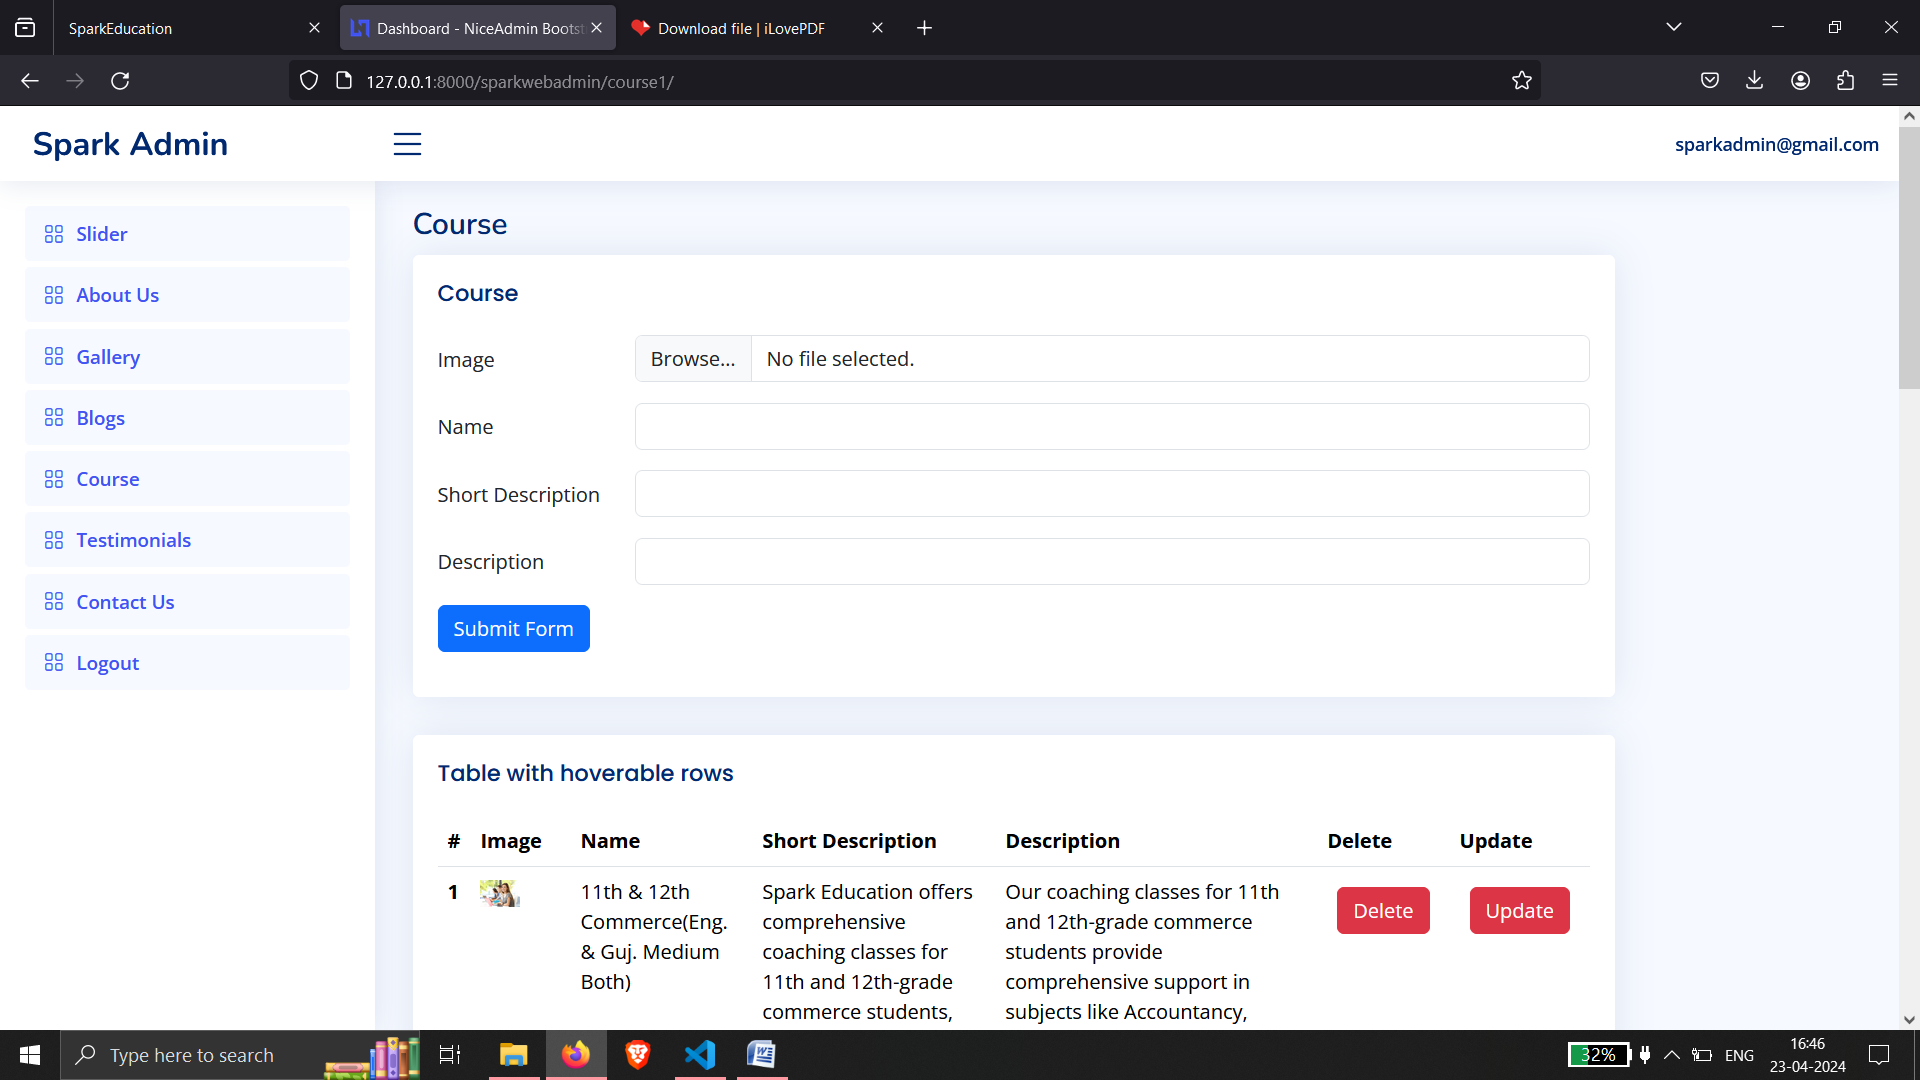 SparkEducation
Dashboard - NiceAdmin Bootst
Download file | iLovePDF
127.0.0.1:8000/sparkwebadmin/course1/
Spark Admin
sparkadmin@gmail.com
Slider
About Us
Gallery
Blogs
Course
Testimonials
Contact Us
Logout
Course
Course
Image
Browse...
No file selected.
Name
Short Description
Description
Submit Form
Table with hoverable rows
# Image Name Short Description Description Delete Update
1
11th & 12th
Commerce(Eng.
& Guj. Medium
Both)
Spark Education offers
comprehensive
coaching classes for
11th and 12th-grade
commerce students,
Our coaching classes for 11th
and 12th-grade commerce
students provide
comprehensive support in
subjects like Accountancy,
Delete
Update
Type here to search
32%
ENG
16:46
23-04-2024